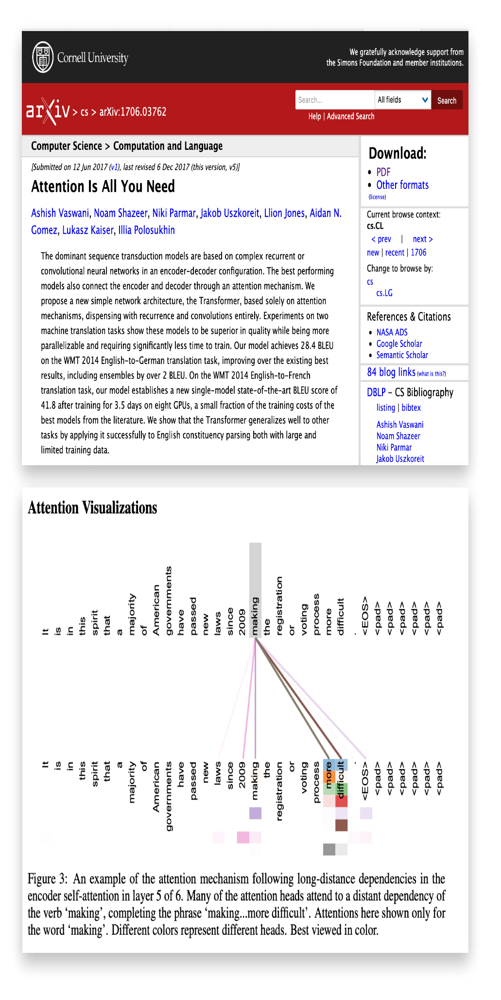 Cornell University
We gratefully acknowledge support from
the Simons Foundation and member institutions.
arXiv > cs > arXiv:1706.03762
Search...
All fields
Search
Help | Advanced Search
Computer Science > Computation and Language
[Submitted on 12 Jun 2017 (v1), last revised 6 Dec 2017 (this version, v5)]
Attention Is All You Need
Ashish Vaswani, Noam Shazeer, Niki Parmar, Jakob Uszkoreit, Llion Jones, Aidan N.
Gomez, Lukasz Kaiser, Illia Polosukhin
The dominant sequence transduction models are based on complex recurrent or
convolutional neural networks in an encoder-decoder configuration. The best performing
models also connect the encoder and decoder through an attention mechanism. We
propose a new simple network architecture, the Transformer, based solely on attention
mechanisms, dispensing with recurrence and convolutions entirely. Experiments on two
machine translation tasks show these models to be superior in quality while being more
parallelizable and requiring significantly less time to train. Our model achieves 28.4 BLEU
on the WMT 2014 English-to-German translation task, improving over the existing best
results, including ensembles by over 2 BLEU. On the WMT 2014 English-to-French
translation task, our model establishes a new single-model state-of-the-art BLEU score of
41.8 after training for 3.5 days on eight GPUs, a small fraction of the training costs of the
best models from the literature. We show that the Transformer generalizes well to other
tasks by applying it successfully to English constituency parsing both with large and
limited training data.
Download:
• PDF
• Other formats
(license)
Current browse context:
cs.CL
< prev | next >
new | recent | 1706
Change to browse by:
cs
cs.LG
References & Citations
• NASA ADS
• Google Scholar
• Semantic Scholar
84 blog links (what is this?)
DBLP – CS Bibliography
listing | bibtex
Ashish Vaswani
Noam Shazeer
Niki Parmar
Jakob Uszkoreit
Attention Visualizations
It is in this spirit that a majority of American governments have passed new laws since 2009 making the registration or voting process more difficult . <EOS> <pad> <pad> <pad> <pad> <pad> <pad>
It is in this spirit that a majority of American governments have passed new laws since 2009 making the registration or voting process more difficult . <EOS> <pad> <pad> <pad> <pad> <pad> <pad>
Figure 3: An example of the attention mechanism following long-distance dependencies in the
encoder self-attention in layer 5 of 6. Many of the attention heads attend to a distant dependency of
the verb ‘making’, completing the phrase ‘making...more difficult’. Attentions here shown only for
the word ‘making’. Different colors represent different heads. Best viewed in color.